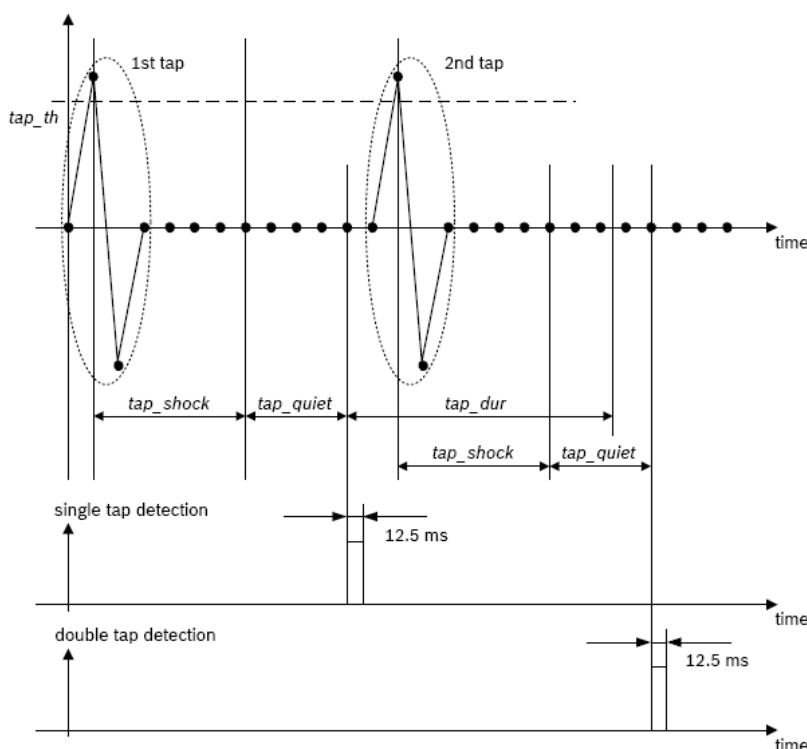 1st tap
2nd tap
tap_th
time
tap_shock
tap_quiet
tap_dur
tap_shock
tap_quiet
single tap detection
12.5 ms
time
double tap detection
12.5 ms
time